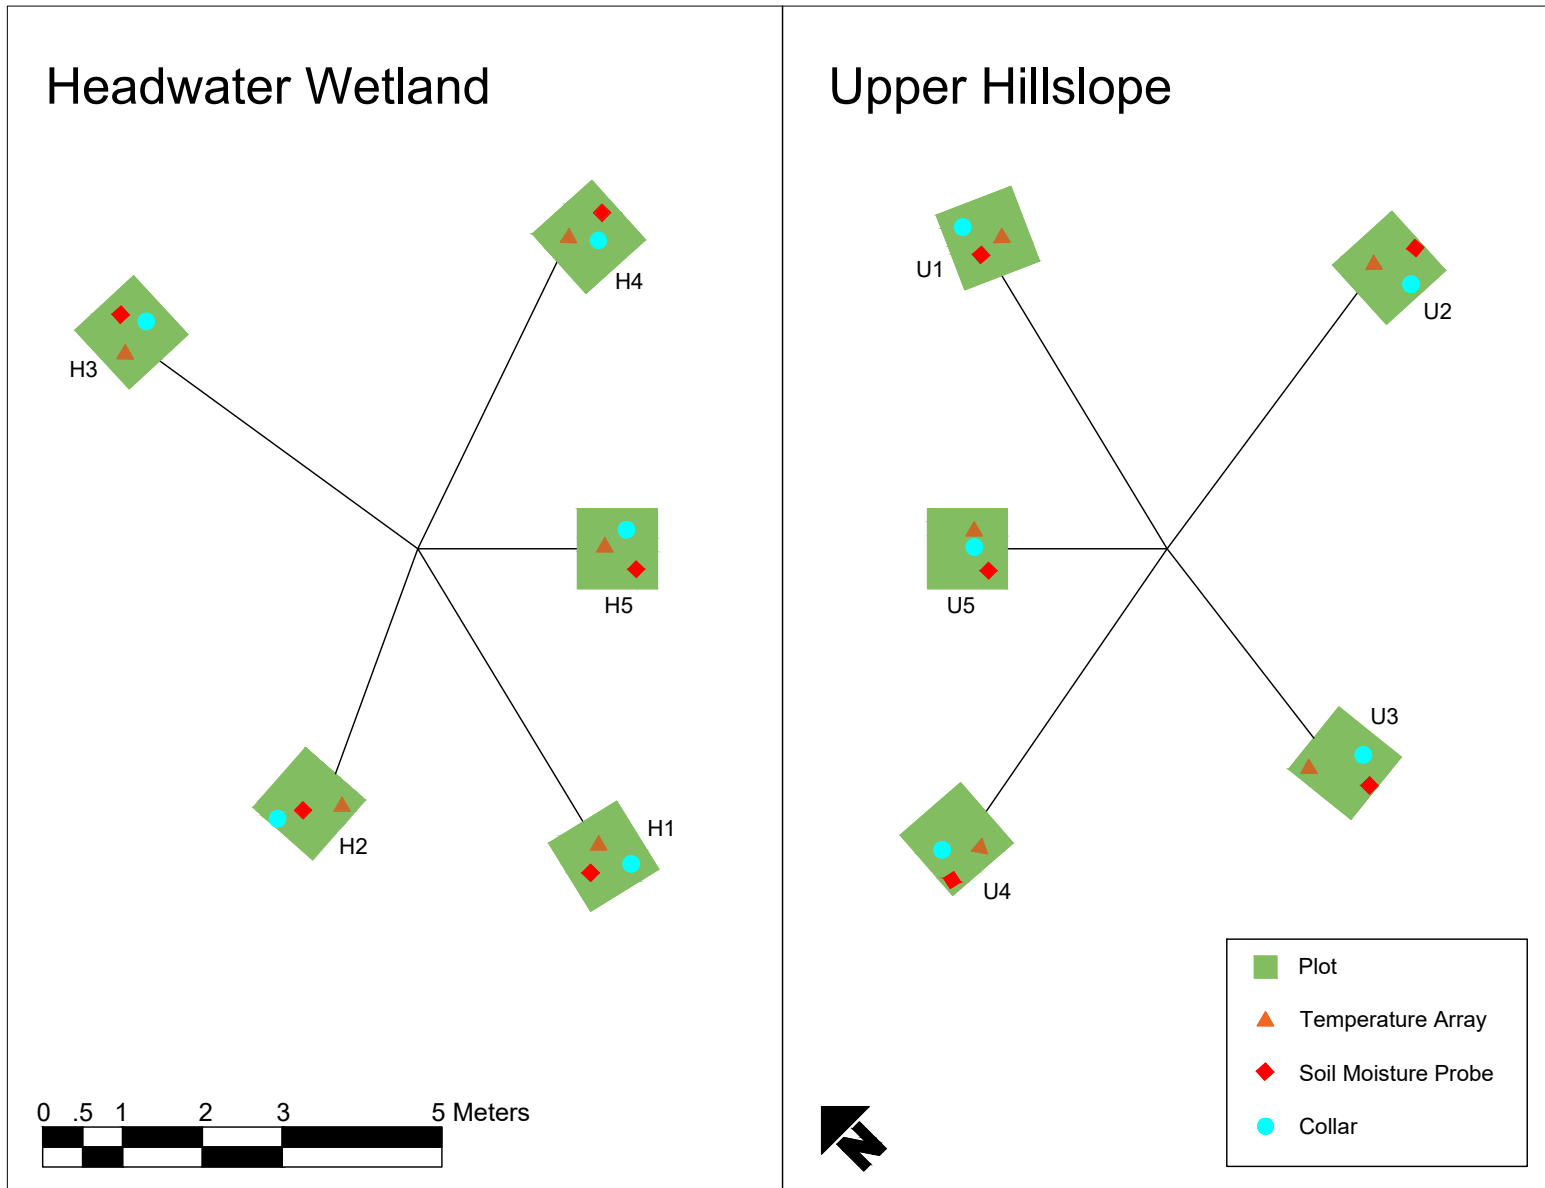 Headwater Wetland
Upper Hillslope
H4
H3
H5
H2
H1
U1
U2
U5
U3
U4
0 .5 1 2 3 5 Meters
N
Plot
Temperature Array
Soil Moisture Probe
Collar